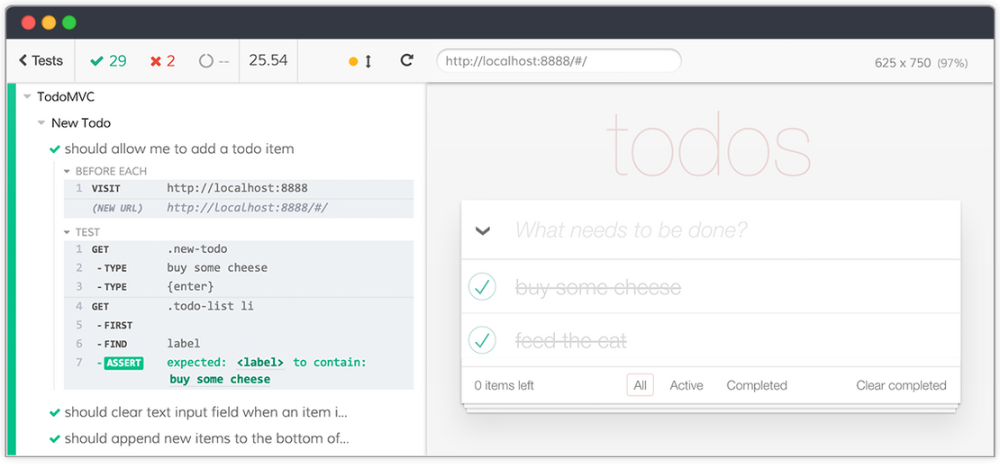 Tests 29 2 -- 25.54 http://localhost:8888/#/ 625 x 750 (97%)
TodoMVC
New Todo
should allow me to add a todo item
BEFORE EACH
1 VISIT http://localhost:8888
(NEW URL) http://localhost:8888/#/
TEST
1 GET .new-todo
2 -TYPE buy some cheese
3 -TYPE {enter}
4 GET .todo-list li
5 -FIRST
6 -FIND label
7 -ASSERT expected: <label> to contain:
buy some cheese
should clear text input field when an item i...
should append new items to the bottom of...
todos
What needs to be done?
buy some cheese
feed the cat
0 items left All Active Completed Clear completed